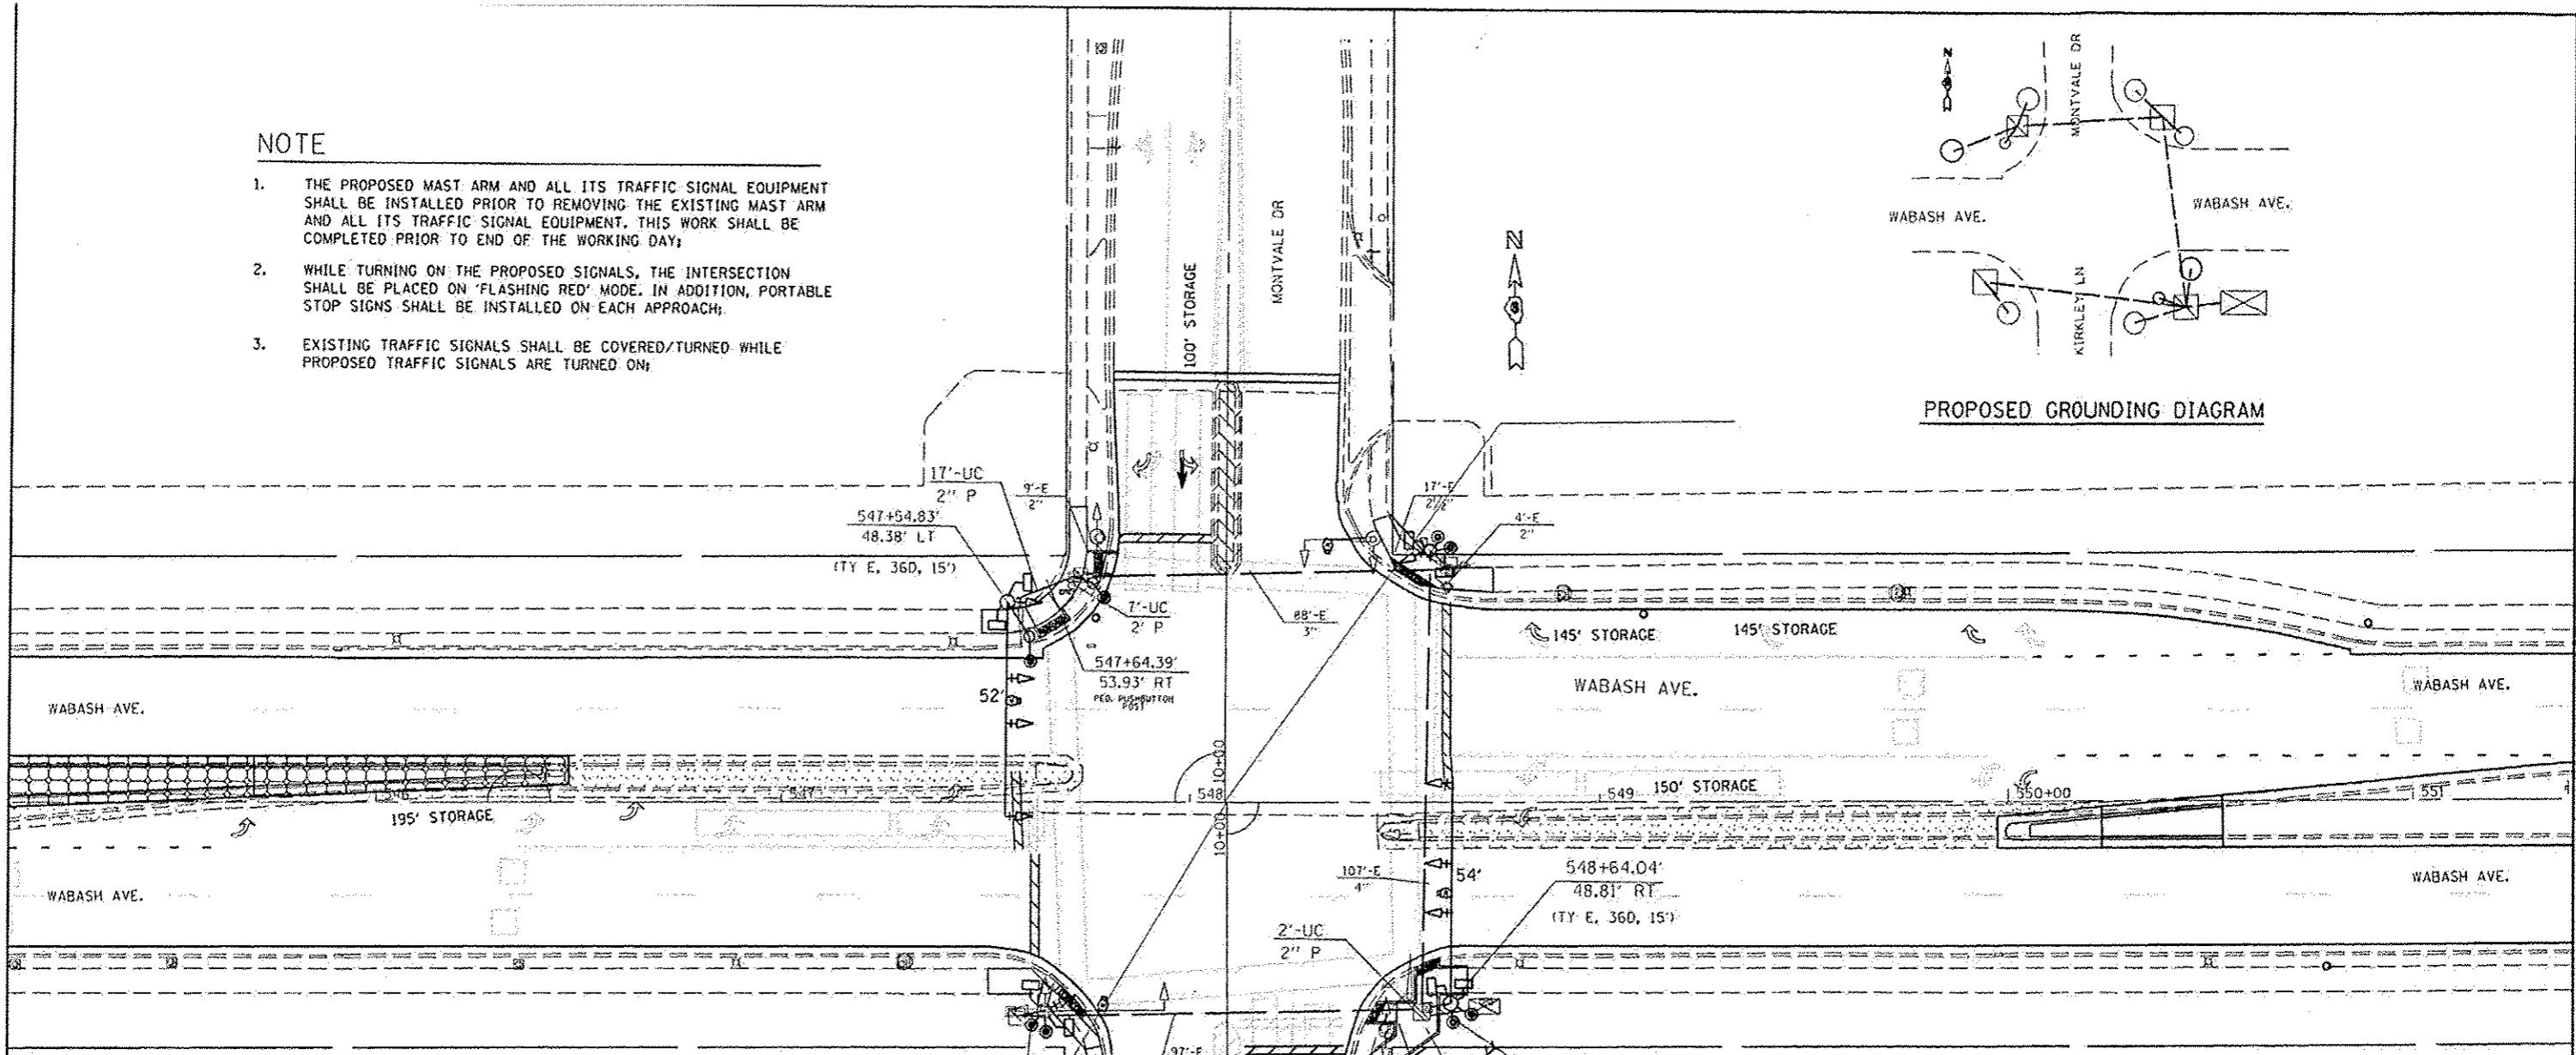 NOTE
1. THE PROPOSED MAST ARM AND ALL ITS TRAFFIC SIGNAL EQUIPMENT
SHALL BE INSTALLED PRIOR TO REMOVING THE EXISTING MAST ARM
AND ALL ITS TRAFFIC SIGNAL EQUIPMENT. THIS WORK SHALL BE
COMPLETED PRIOR TO END OF THE WORKING DAY;
2. WHILE TURNING ON THE PROPOSED SIGNALS, THE INTERSECTION
SHALL BE PLACED ON 'FLASHING RED' MODE. IN ADDITION, PORTABLE
STOP SIGNS SHALL BE INSTALLED ON EACH APPROACH;
3. EXISTING TRAFFIC SIGNALS SHALL BE COVERED/TURNED WHILE
PROPOSED TRAFFIC SIGNALS ARE TURNED ON;
100' STORAGE
MONTVALE DR
N
N
MONTVALE DR
WABASH AVE.
WABASH AVE.
KIRKLEY LN
PROPOSED GROUNDING DIAGRAM
17'-UC
2" P
9'-E
2"
547+54.83'
48.38' LT
(TY E, 36D, 15')
7'-UC
2' P
547+64.39'
53.93' RT
PED. PUSHBUTTON
POST
52'
88'-E
3"
17'-E
2½"
4'-E
2"
145' STORAGE
145' STORAGE
WABASH AVE.
WABASH AVE.
WABASH AVE.
195' STORAGE
546
547
548
10+00
10+00
549
150' STORAGE
550+00
551
WABASH AVE.
107'-E
4"
54'
548+64.04'
48.81' RT
(TY E, 36D, 15')
WABASH AVE.
2'-UC
2" P
97'-E